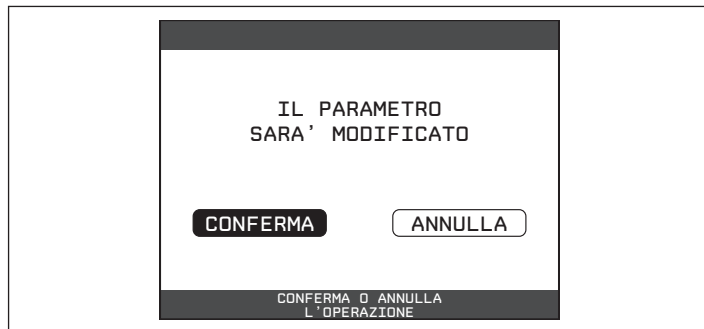 IL PARAMETRO
SARA’ MODIFICATO
CONFERMA ANNULLA
CONFERMA O ANNULLA
L’OPERAZIONE